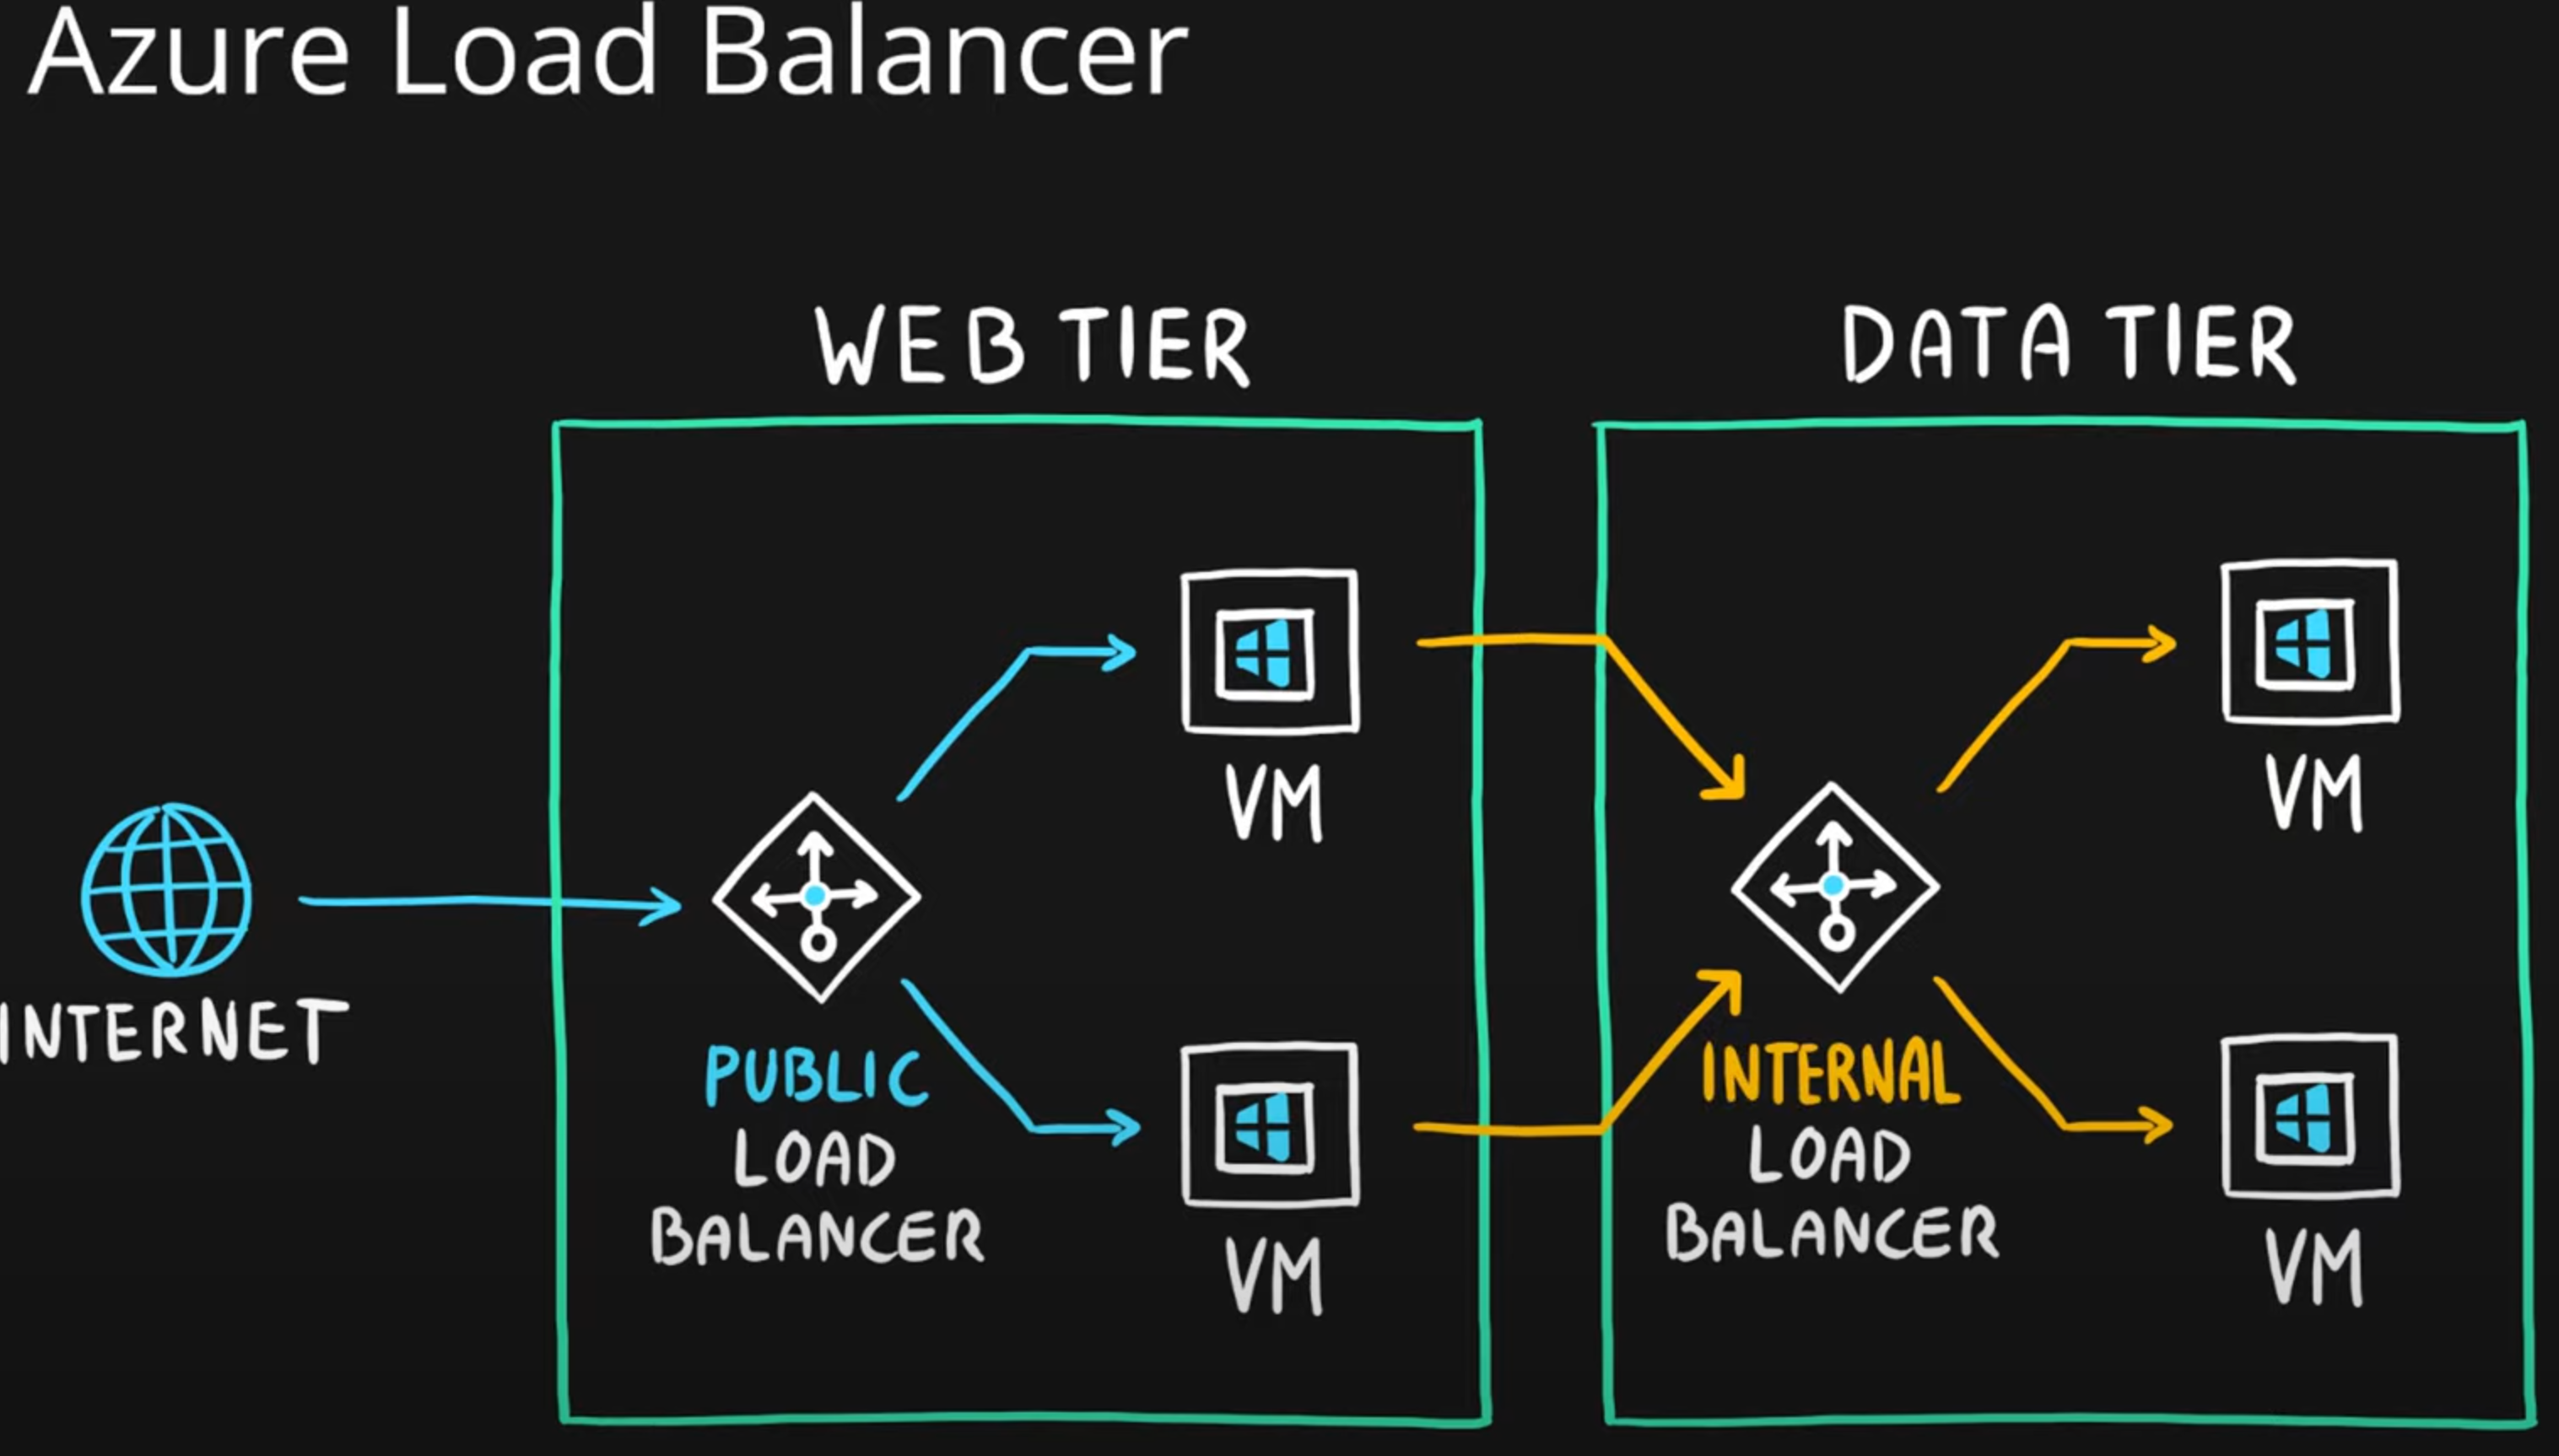 Azure Load Balancer
WEB TIER
DATA TIER
VM
VM
INTERNET
PUBLIC
LOAD
BALANCER
INTERNAL
LOAD
BALANCER
VM
VM